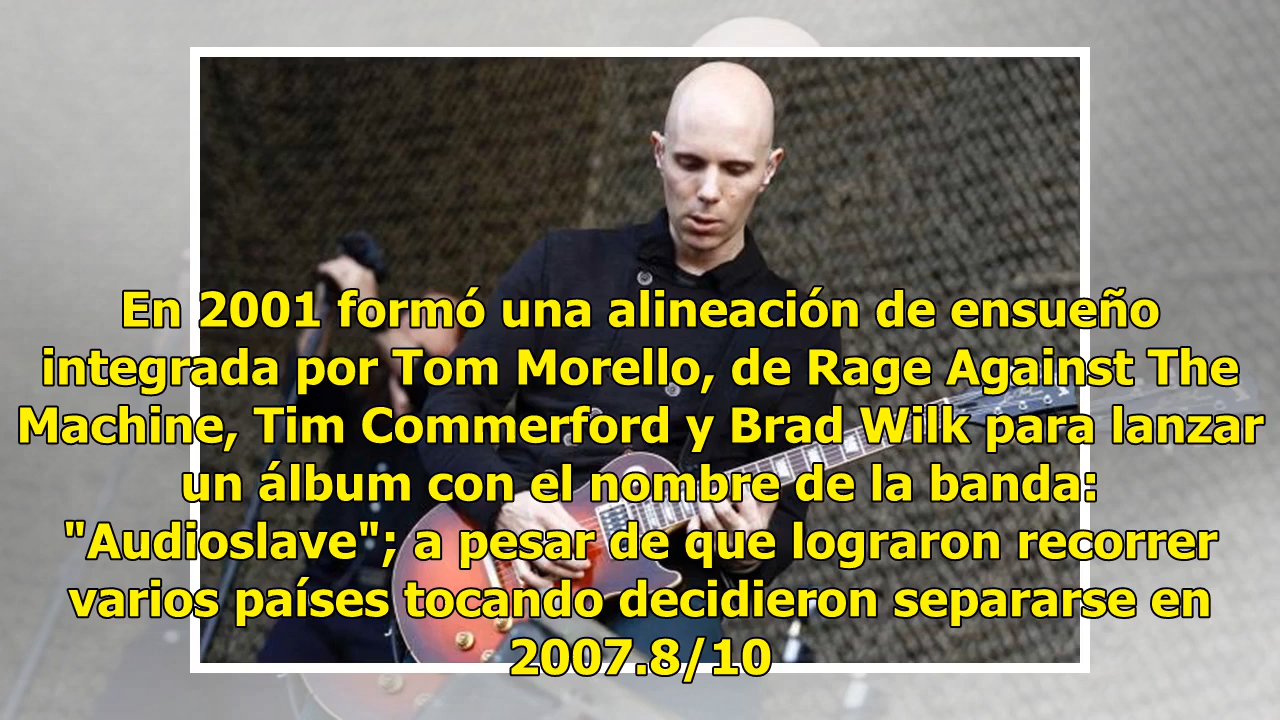 En 2001 formó una alineación de ensueño
integrada por Tom Morello, de Rage Against The
Machine, Tim Commerford y Brad Wilk para lanzar
un álbum con el nombre de la banda:
"Audioslave"; a pesar de que lograron recorrer
varios países tocando decidieron separarse en
2007.8/10